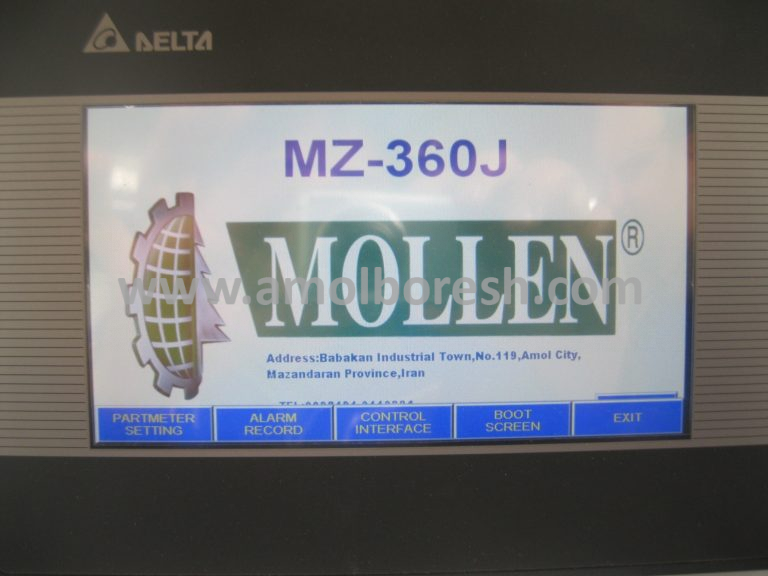 DELTA
MZ-360J
MOLLEN®
www.amolboresh.com
Address:Babakan Industrial Town,No.119,Amol City,
Mazandaran Province,Iran
PARTMETER
SETTING
ALARM
RECORD
CONTROL
INTERFACE
BOOT
SCREEN
EXIT